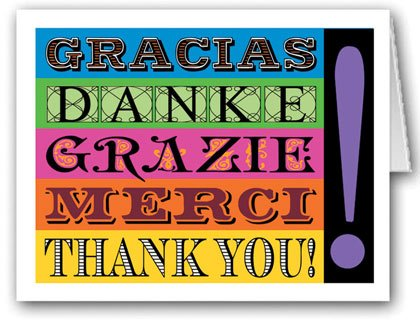 GRACIAS
DANKE
GRAZIE
MERCI
THANK YOU!
!